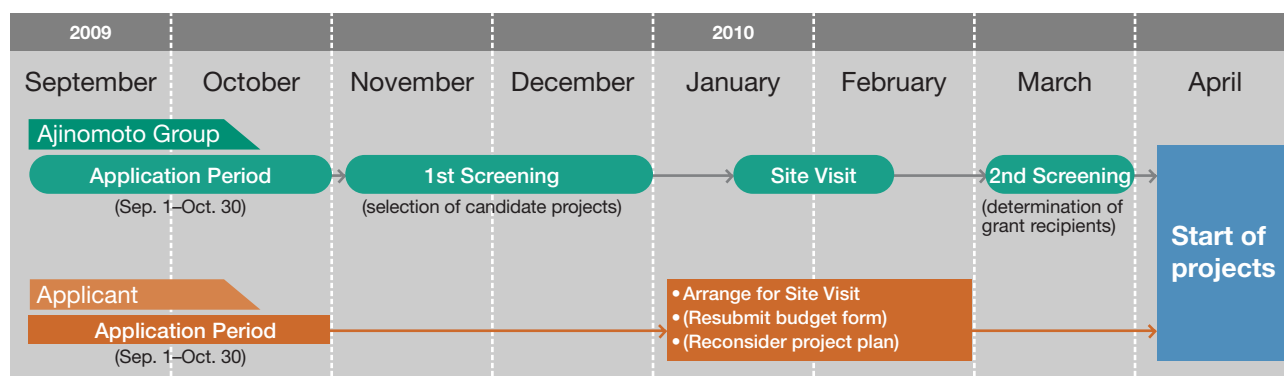 2009 2010
September October November December January February March April
Ajinomoto Group
Application Period 1st Screening Site Visit 2nd Screening
(Sep. 1–Oct. 30) (selection of candidate projects) (determination of
grant recipients)
Start of
projects
Applicant
Application Period
(Sep. 1–Oct. 30)
• Arrange for Site Visit
• (Resubmit budget form)
• (Reconsider project plan)